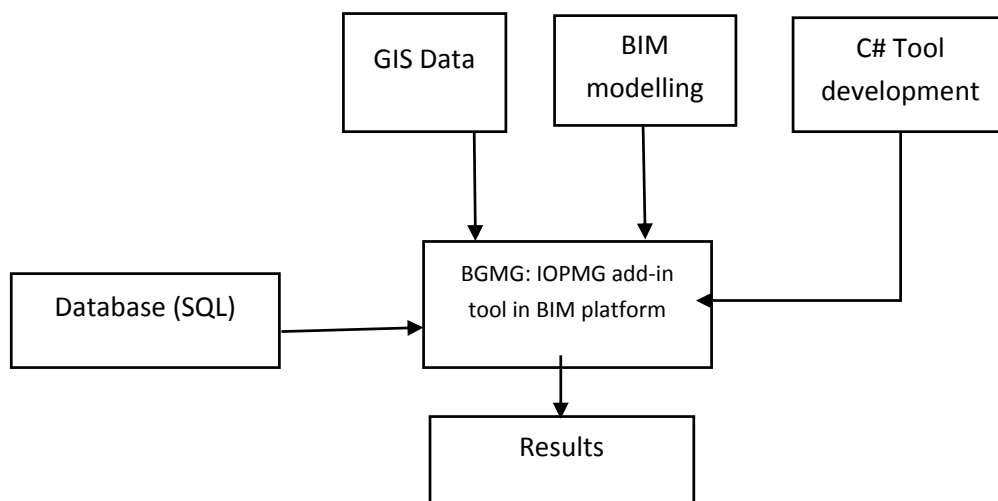 GIS Data
BIM
modelling
C# Tool
development
BGMG: IOPMG add-in
tool in BIM platform
Database (SQL)
Results